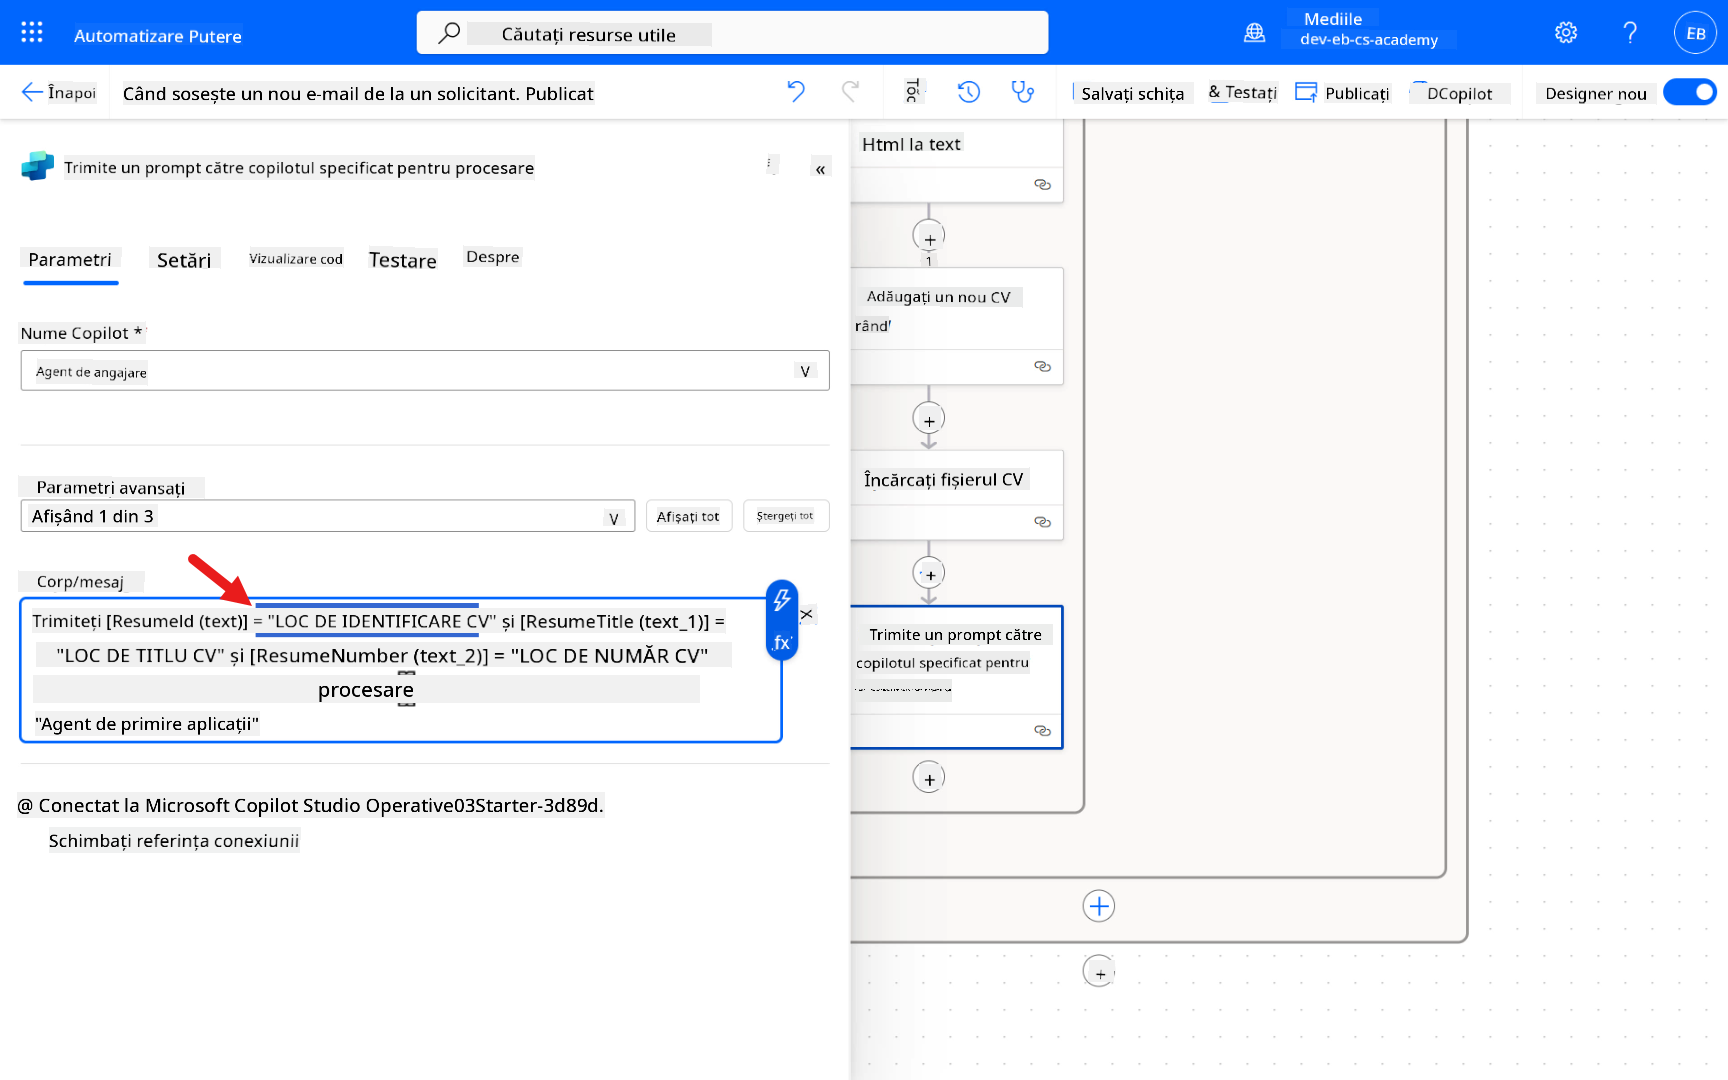 Automatizare Putere
Căutați resurse utile
Mediile
dev-eb-cs-academy
EB
Înapoi
Când sosește un nou e-mail de la un solicitant. Publicat
Salvați schița
& Testați
Publicați
DCopilot
Designer nou
Trimite un prompt către copilotul specificat pentru procesare
Parametri
Setări
Vizualizare cod
Testare
Despre
Nume Copilot *
Agent de angajare
Parametri avansați
Afișând 1 din 3
Afișați tot
Ștergeți tot
Corp/mesaj
Trimiteți [ResumeId (text)] = "LOC DE IDENTIFICARE CV" și [ResumeTitle (text_1)] =
"LOC DE TITLU CV" și [ResumeNumber (text_2)] = "LOC DE NUMĂR CV"
procesare
"Agent de primire aplicații"
fx
@ Conectat la Microsoft Copilot Studio Operative03Starter-3d89d.
Schimbați referința conexiunii
Html la text
1
Adăugați un nou CV
rând
Încărcați fișierul CV
Trimite un prompt către
copilotul specificat pentru